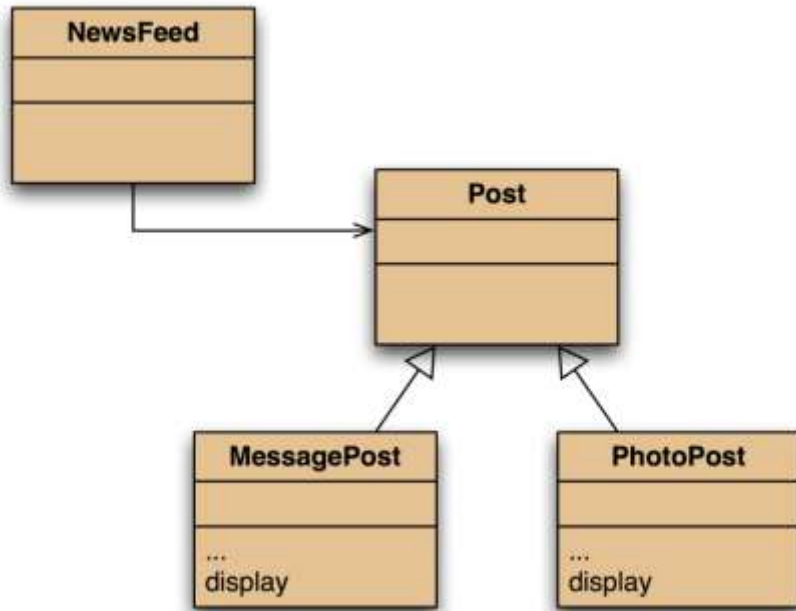 NewsFeed
Post
MessagePost
...
display
PhotoPost
...
display